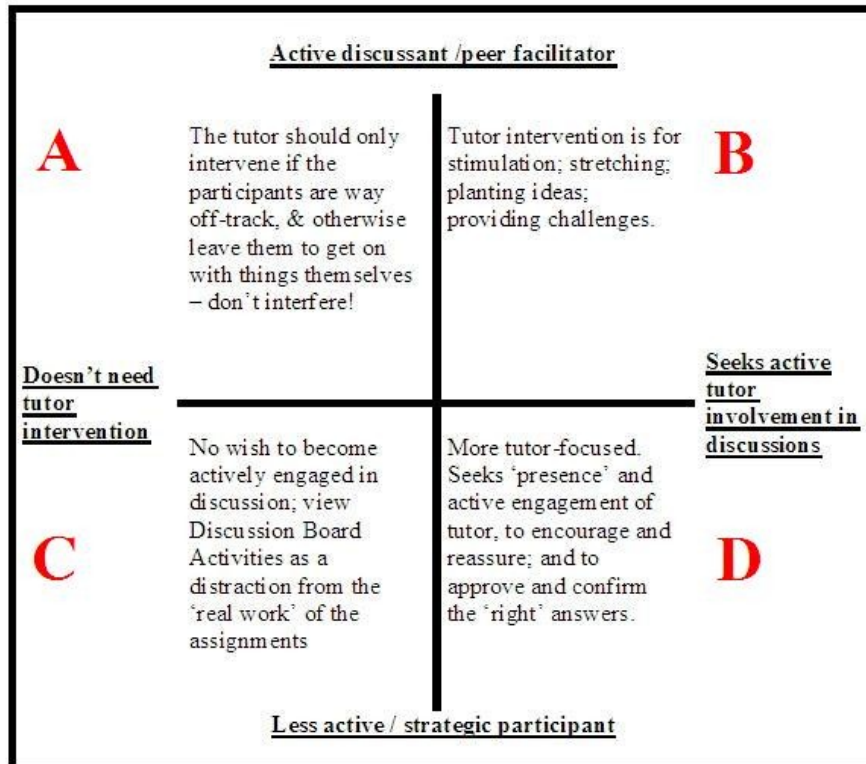 Active discussant /peer facilitator
A
The tutor should only
intervene if the
participants are way
off-track, & otherwise
leave them to get on
with things themselves
– don't interfere!
Tutor intervention is for
stimulation; stretching;
planting ideas;
providing challenges.
B
Doesn't need
tutor
intervention
Seeks active
tutor
involvement in
discussions
C
No wish to become
actively engaged in
discussion; view
Discussion Board
Activities as a
distraction from the
'real work' of the
assignments
More tutor-focused.
Seeks 'presence' and
active engagement of
tutor, to encourage and
reassure; and to
approve and confirm
the 'right' answers.
D
Less active / strategic participant